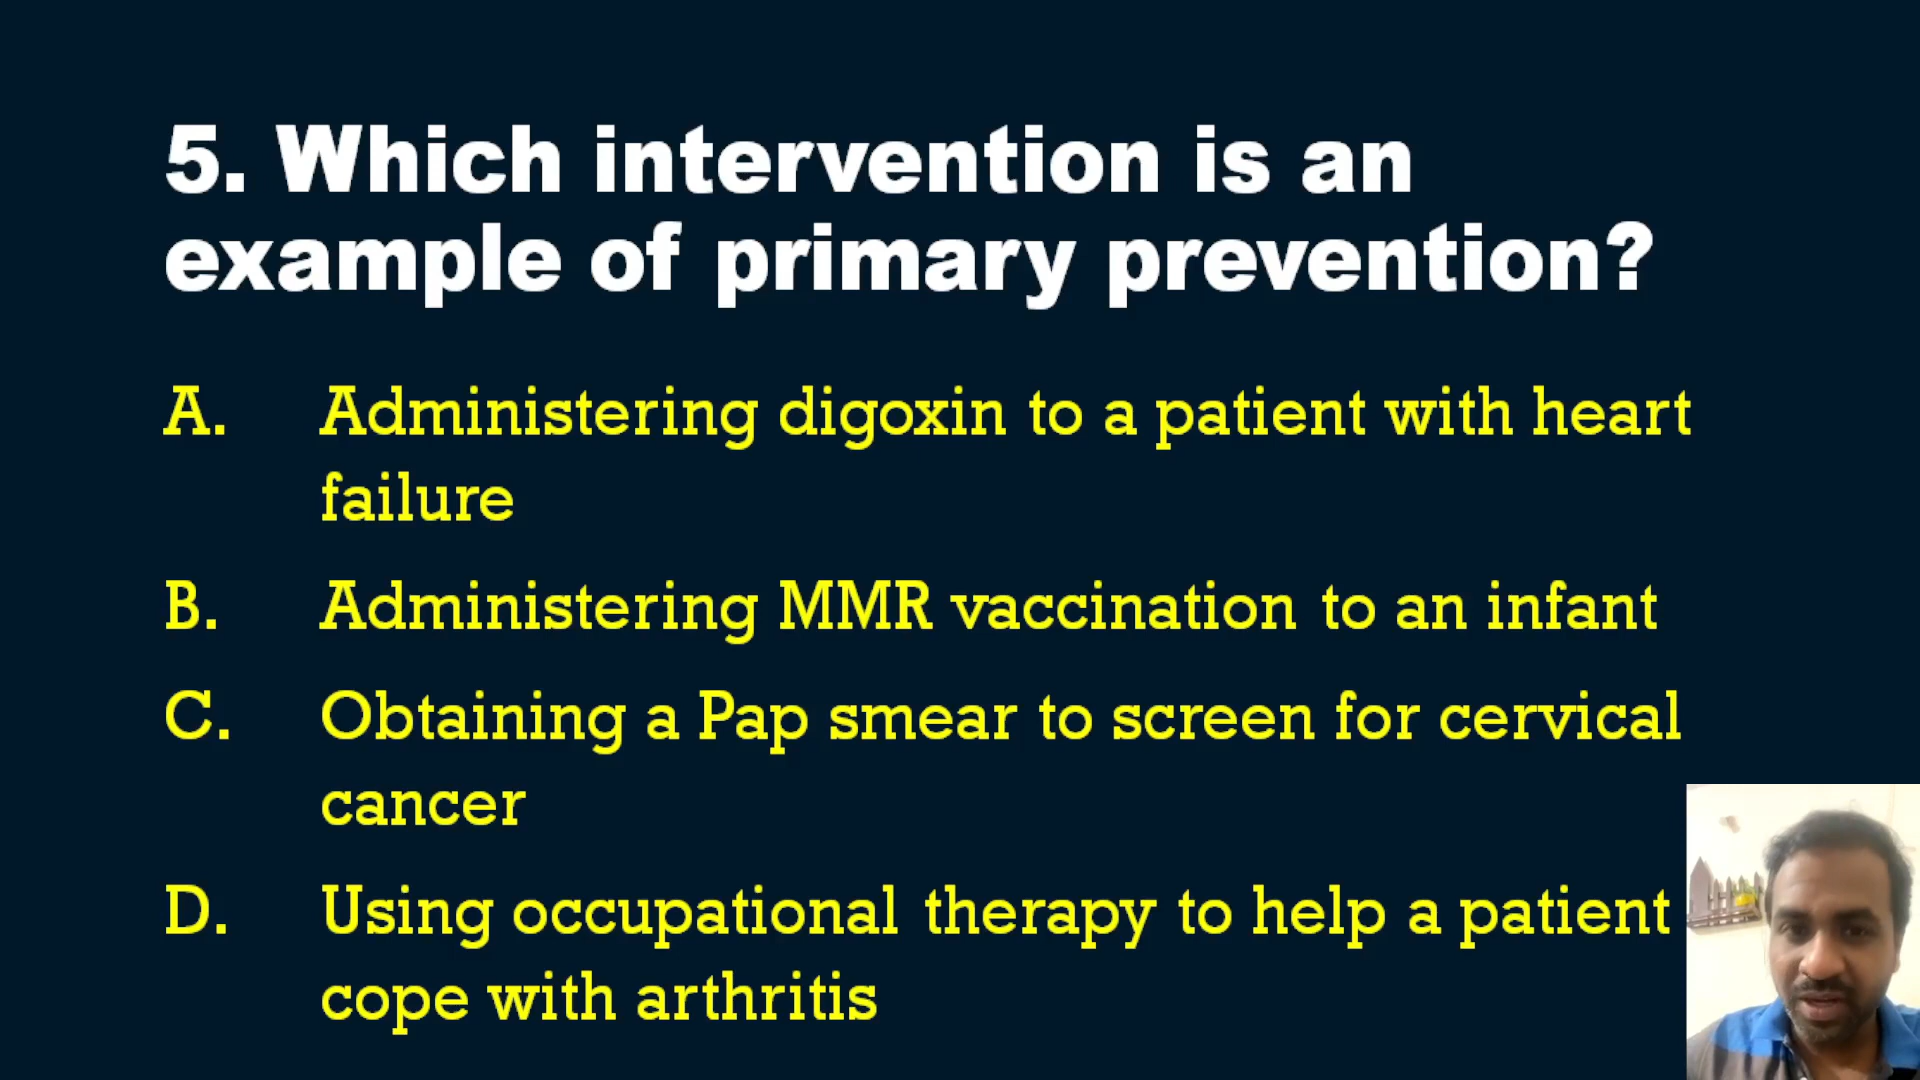 5. Which intervention is an
example of primary prevention?
A. Administering digoxin to a patient with heart
failure
B. Administering MMR vaccination to an infant
C. Obtaining a Pap smear to screen for cervical
cancer
D. Using occupational therapy to help a patient
cope with arthritis